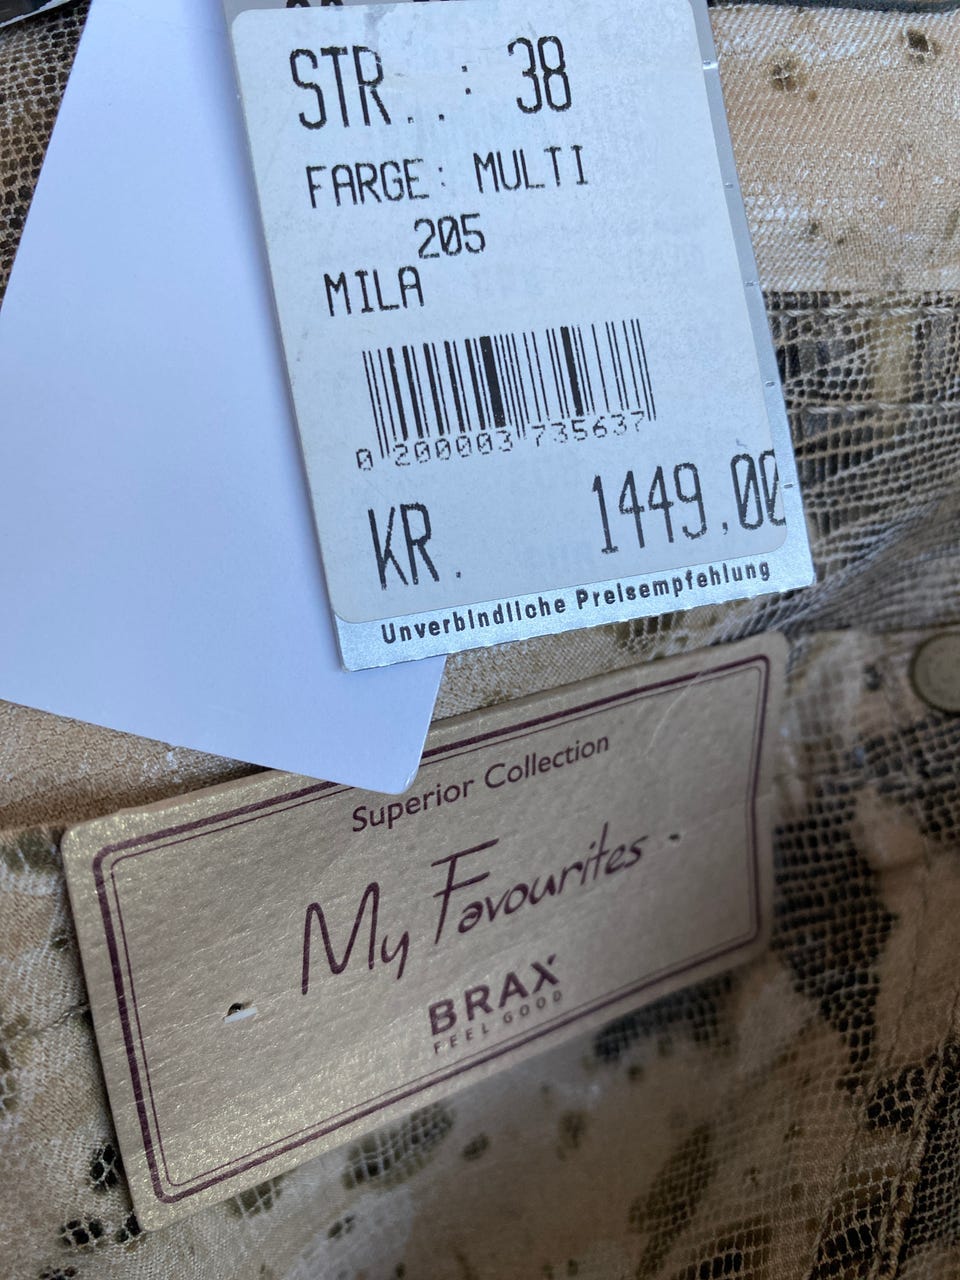 STR..: 38
FARGE: MULTI
205
MILA
0 200003 735637
KR. 1449.00
Unverbindliche Preisempfehlung
Superior Collection
My Favourites
BRAX
FEEL GOOD